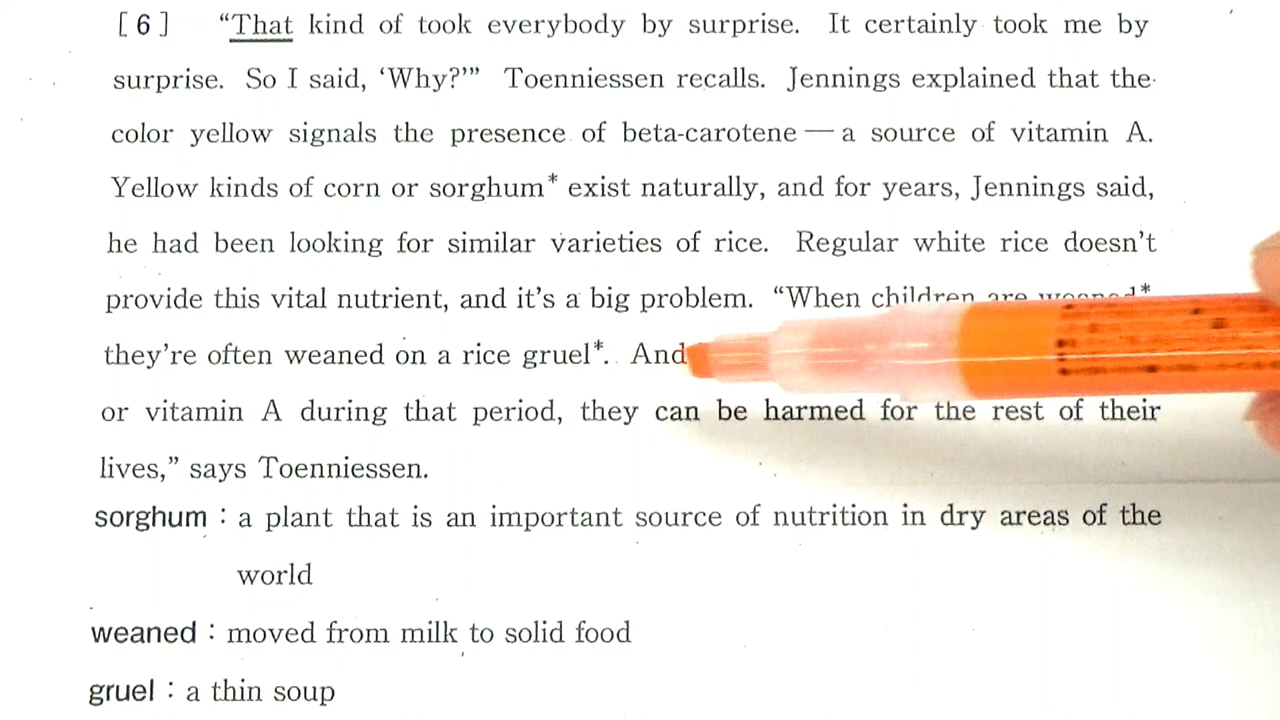 [6] “That kind of took everybody by surprise. It certainly took me by
surprise. So I said, ‘Why?’” Toenniessen recalls. Jennings explained that the
color yellow signals the presence of beta-carotene — a source of vitamin A.
Yellow kinds of corn or sorghum* exist naturally, and for years, Jennings said,
he had been looking for similar varieties of rice. Regular white rice doesn’t
provide this vital nutrient, and it’s a big problem. “When children are weaned*
they’re often weaned on a rice gruel*. And
or vitamin A during that period, they can be harmed for the rest of their
lives,” says Toenniessen.
sorghum : a plant that is an important source of nutrition in dry areas of the
world
weaned : moved from milk to solid food
gruel : a thin soup